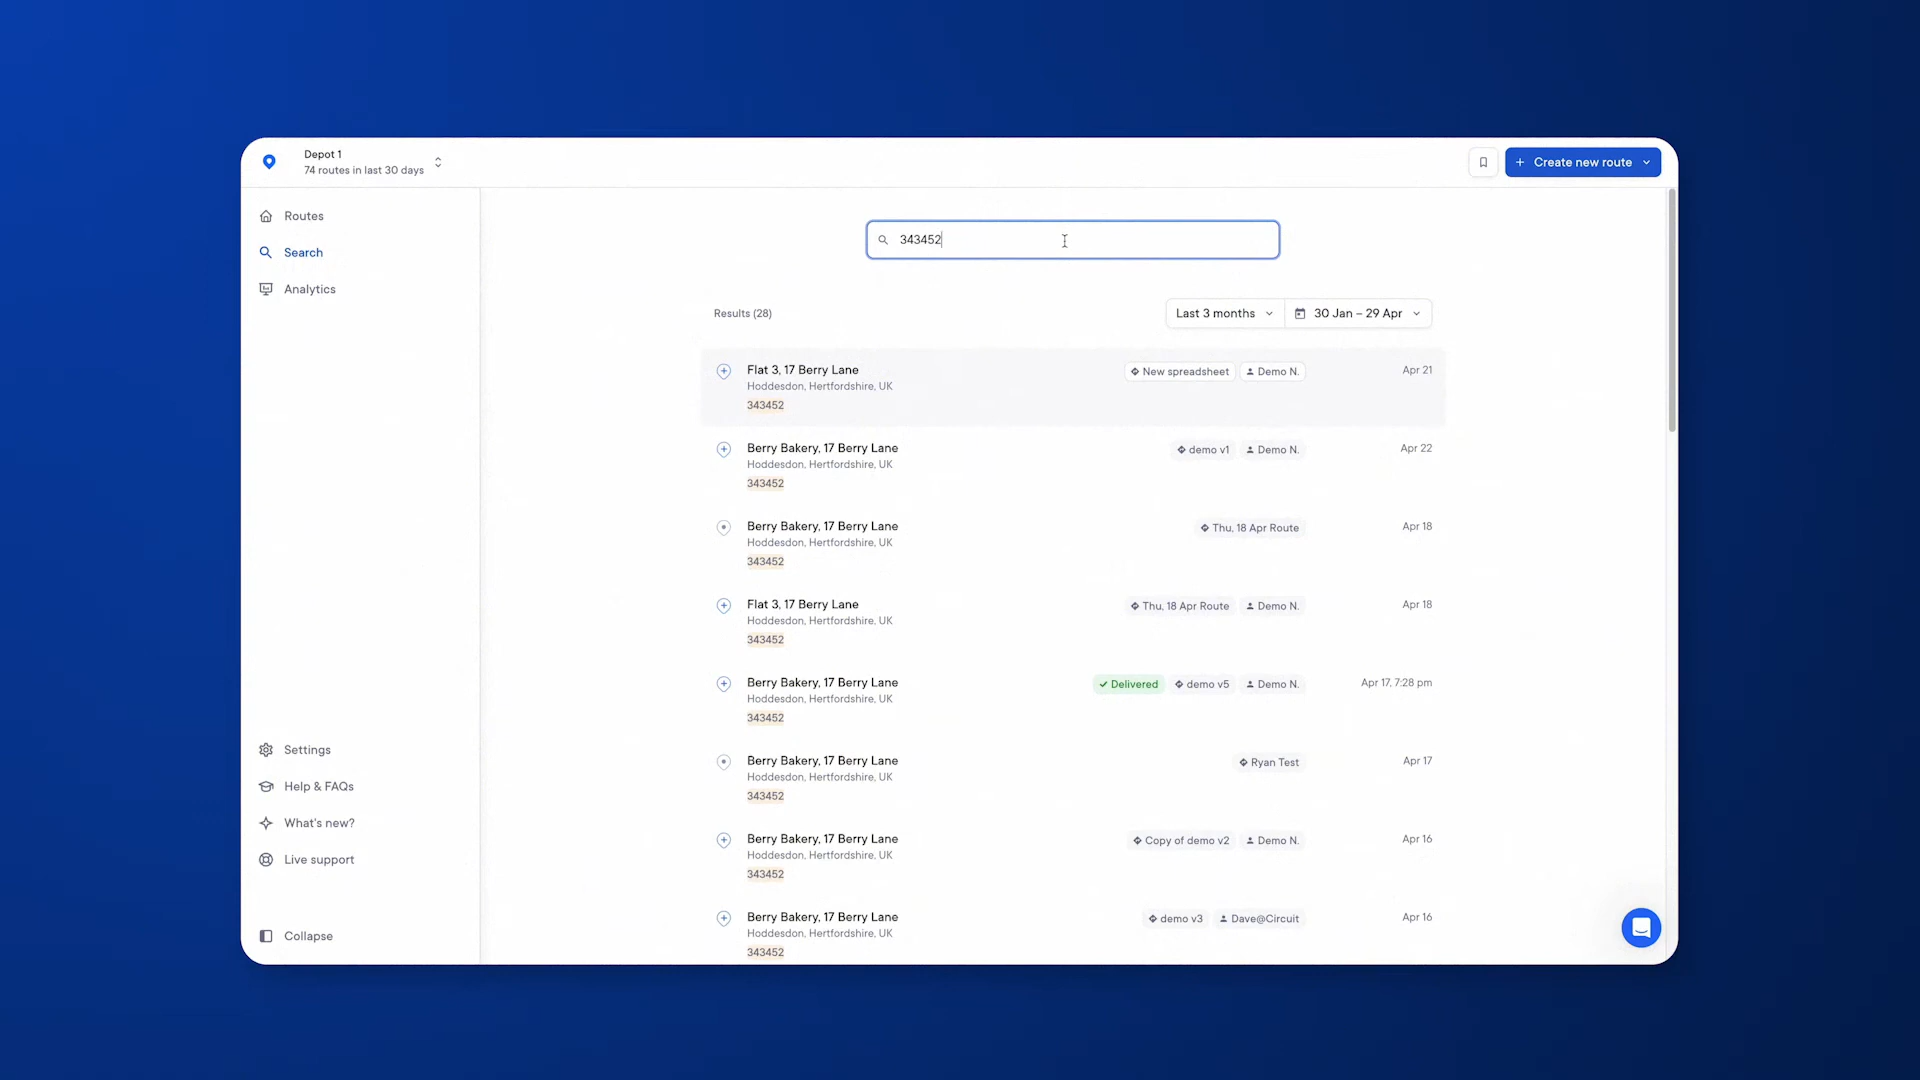 Depot 1
74 routes in last 30 days
Create new route
Routes
Search
Analytics
343452
Results (28)
Last 3 months
30 Jan – 29 Apr
Flat 3, 17 Berry Lane
Hoddesdon, Hertfordshire, UK
343452
New spreadsheet
Demo N.
Apr 21
Berry Bakery, 17 Berry Lane
Hoddesdon, Hertfordshire, UK
343452
demo v1
Demo N.
Apr 22
Berry Bakery, 17 Berry Lane
Hoddesdon, Hertfordshire, UK
343452
Thu, 18 Apr Route
Apr 18
Flat 3, 17 Berry Lane
Hoddesdon, Hertfordshire, UK
343452
Thu, 18 Apr Route
Demo N.
Apr 18
Berry Bakery, 17 Berry Lane
Hoddesdon, Hertfordshire, UK
343452
Delivered
demo v5
Demo N.
Apr 17, 7:28 pm
Berry Bakery, 17 Berry Lane
Hoddesdon, Hertfordshire, UK
343452
Ryan Test
Apr 17
Berry Bakery, 17 Berry Lane
Hoddesdon, Hertfordshire, UK
343452
Copy of demo v2
Demo N.
Apr 16
Berry Bakery, 17 Berry Lane
Hoddesdon, Hertfordshire, UK
343452
demo v3
Dave@Circuit
Apr 16
Settings
Help & FAQs
What's new?
Live support
Collapse